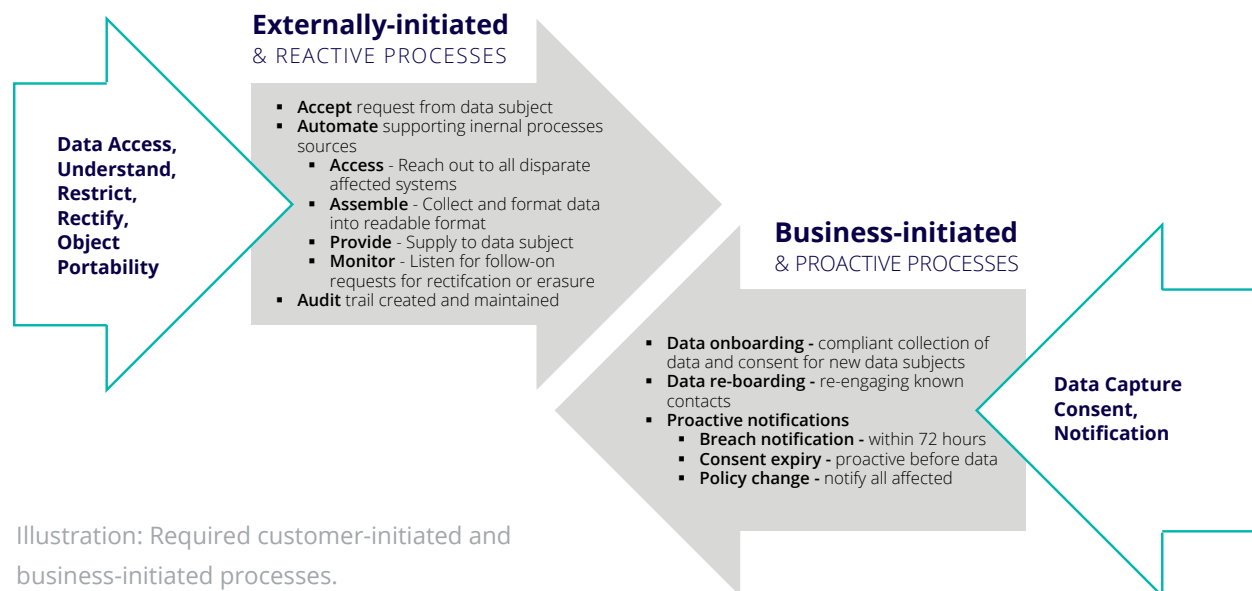 Externally-initiated
& REACTIVE PROCESSES
Data Access,
Understand,
Restrict,
Rectify,
Object
Portability
▪ Accept request from data subject
▪ Automate supporting inernal processes
sources
▪ Access - Reach out to all disparate
affected systems
▪ Assemble - Collect and format data
into readable format
▪ Provide - Supply to data subject
▪ Monitor - Listen for follow-on
requests for rectifcation or erasure
▪ Audit trail created and maintained
Business-initiated
& PROACTIVE PROCESSES
▪ Data onboarding - compliant collection of
data and consent for new data subjects
▪ Data re-boarding - re-engaging known
contacts
▪ Proactive notifications
▪ Breach notification - within 72 hours
▪ Consent expiry - proactive before data
▪ Policy change - notify all affected
Data Capture
Consent,
Notification
Illustration: Required customer-initiated and
business-initiated processes.